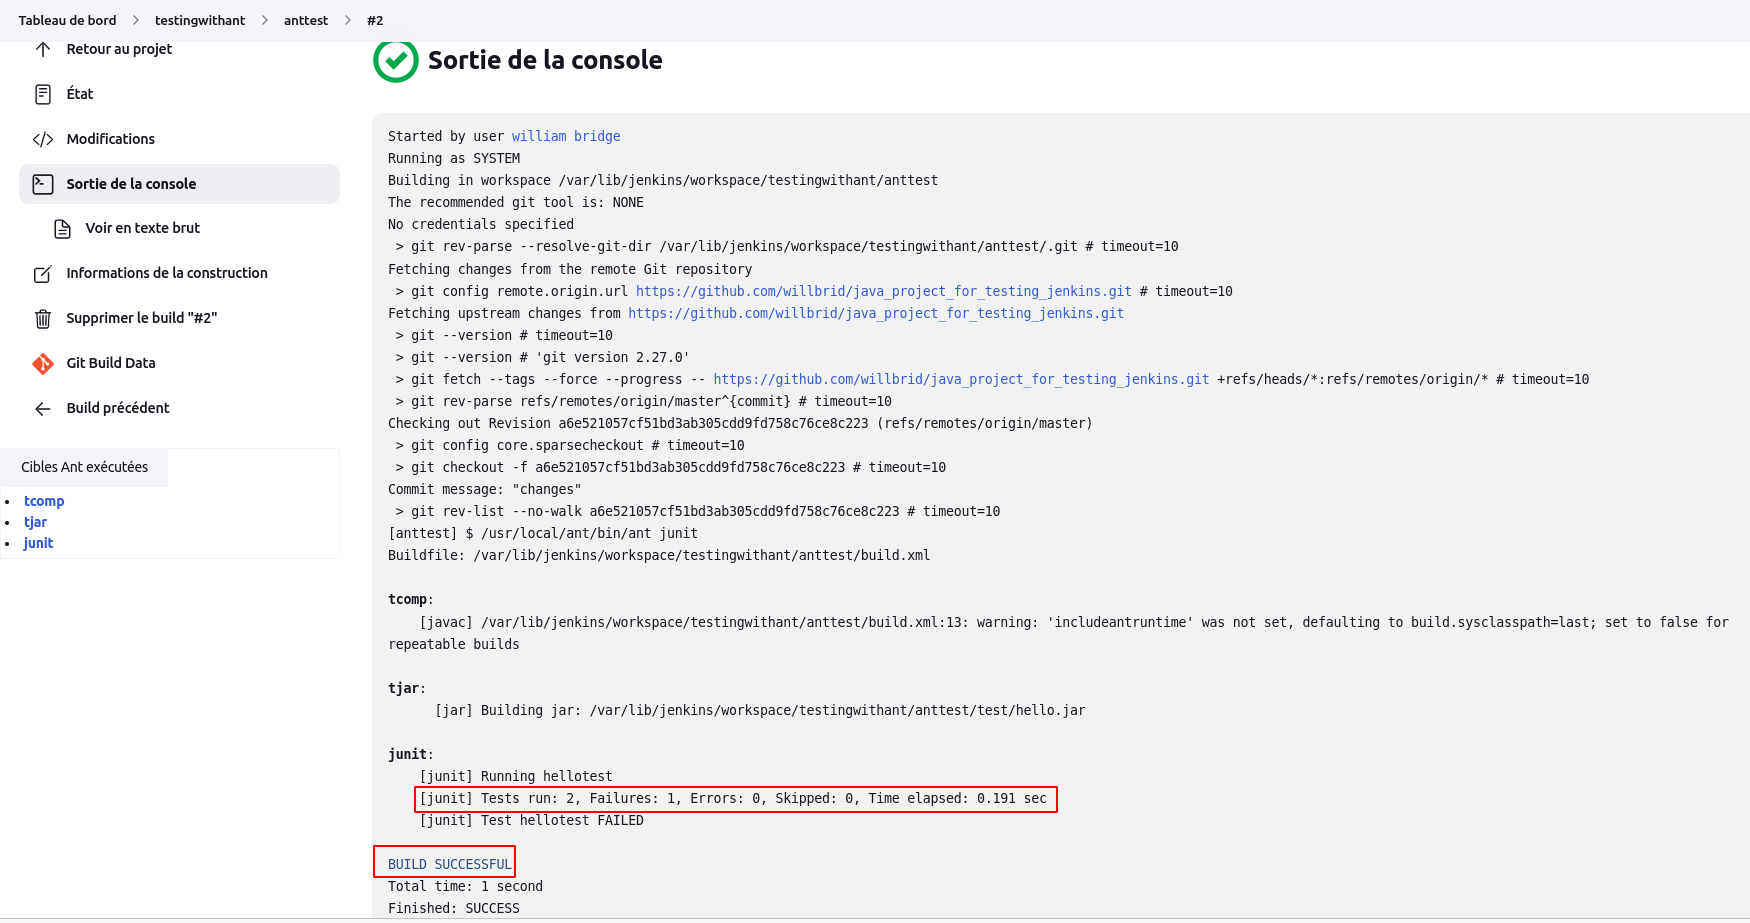 Tableau de bord > testingwithant > anttest > #2
Retour au projet
État
Modifications
Sortie de la console
Voir en texte brut
Informations de la construction
Supprimer le build "#2"
Git Build Data
Build précédent
Cibles Ant exécutées
tcomp
tjar
junit
Sortie de la console
Started by user william bridge
Running as SYSTEM
Building in workspace /var/lib/jenkins/workspace/testingwithant/anttest
The recommended git tool is: NONE
No credentials specified
 > git rev-parse --resolve-git-dir /var/lib/jenkins/workspace/testingwithant/anttest/.git # timeout=10
Fetching changes from the remote Git repository
 > git config remote.origin.url https://github.com/willbrid/java_project_for_testing_jenkins.git # timeout=10
Fetching upstream changes from https://github.com/willbrid/java_project_for_testing_jenkins.git
 > git --version # timeout=10
 > git --version # 'git version 2.27.0'
 > git fetch --tags --force --progress -- https://github.com/willbrid/java_project_for_testing_jenkins.git +refs/heads/*:refs/remotes/origin/* # timeout=10
 > git rev-parse refs/remotes/origin/master^{commit} # timeout=10
Checking out Revision a6e521057cf51bd3ab305cdd9fd758c76ce8c223 (refs/remotes/origin/master)
 > git config core.sparsecheckout # timeout=10
 > git checkout -f a6e521057cf51bd3ab305cdd9fd758c76ce8c223 # timeout=10
Commit message: "changes"
 > git rev-list --no-walk a6e521057cf51bd3ab305cdd9fd758c76ce8c223 # timeout=10
[anttest] $ /usr/local/ant/bin/ant junit
Buildfile: /var/lib/jenkins/workspace/testingwithant/anttest/build.xml
tcomp:
[javac] /var/lib/jenkins/workspace/testingwithant/anttest/build.xml:13: warning: 'includeantruntime' was not set, defaulting to build.sysclasspath=last; set to false for
repeatable builds
tjar:
[jar] Building jar: /var/lib/jenkins/workspace/testingwithant/anttest/test/hello.jar
junit:
[junit] Running hellotest
[junit] Tests run: 2, Failures: 1, Errors: 0, Skipped: 0, Time elapsed: 0.191 sec
[junit] Test hellotest FAILED
BUILD SUCCESSFUL
Total time: 1 second
Finished: SUCCESS